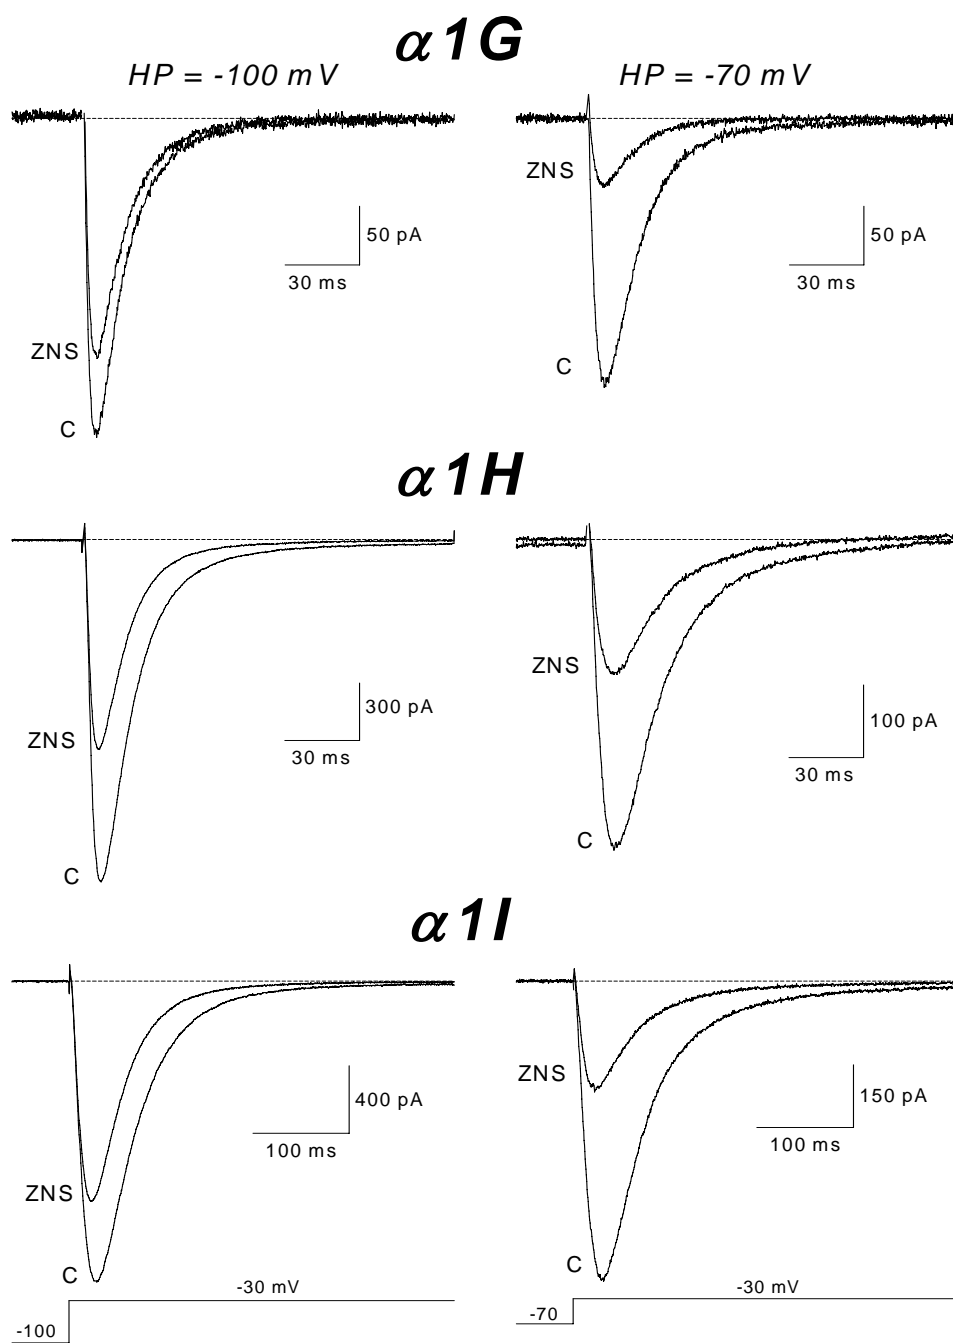 α1G
HP = -100 mV
HP = -70 mV
ZNS
50 pA
30 ms
ZNS
C
ZNS
50 pA
30 ms
C
α1H
ZNS
300 pA
30 ms
C
ZNS
100 pA
30 ms
C
α1I
ZNS
400 pA
100 ms
C
-30 mV
-100
ZNS
150 pA
100 ms
C
-30 mV
-70